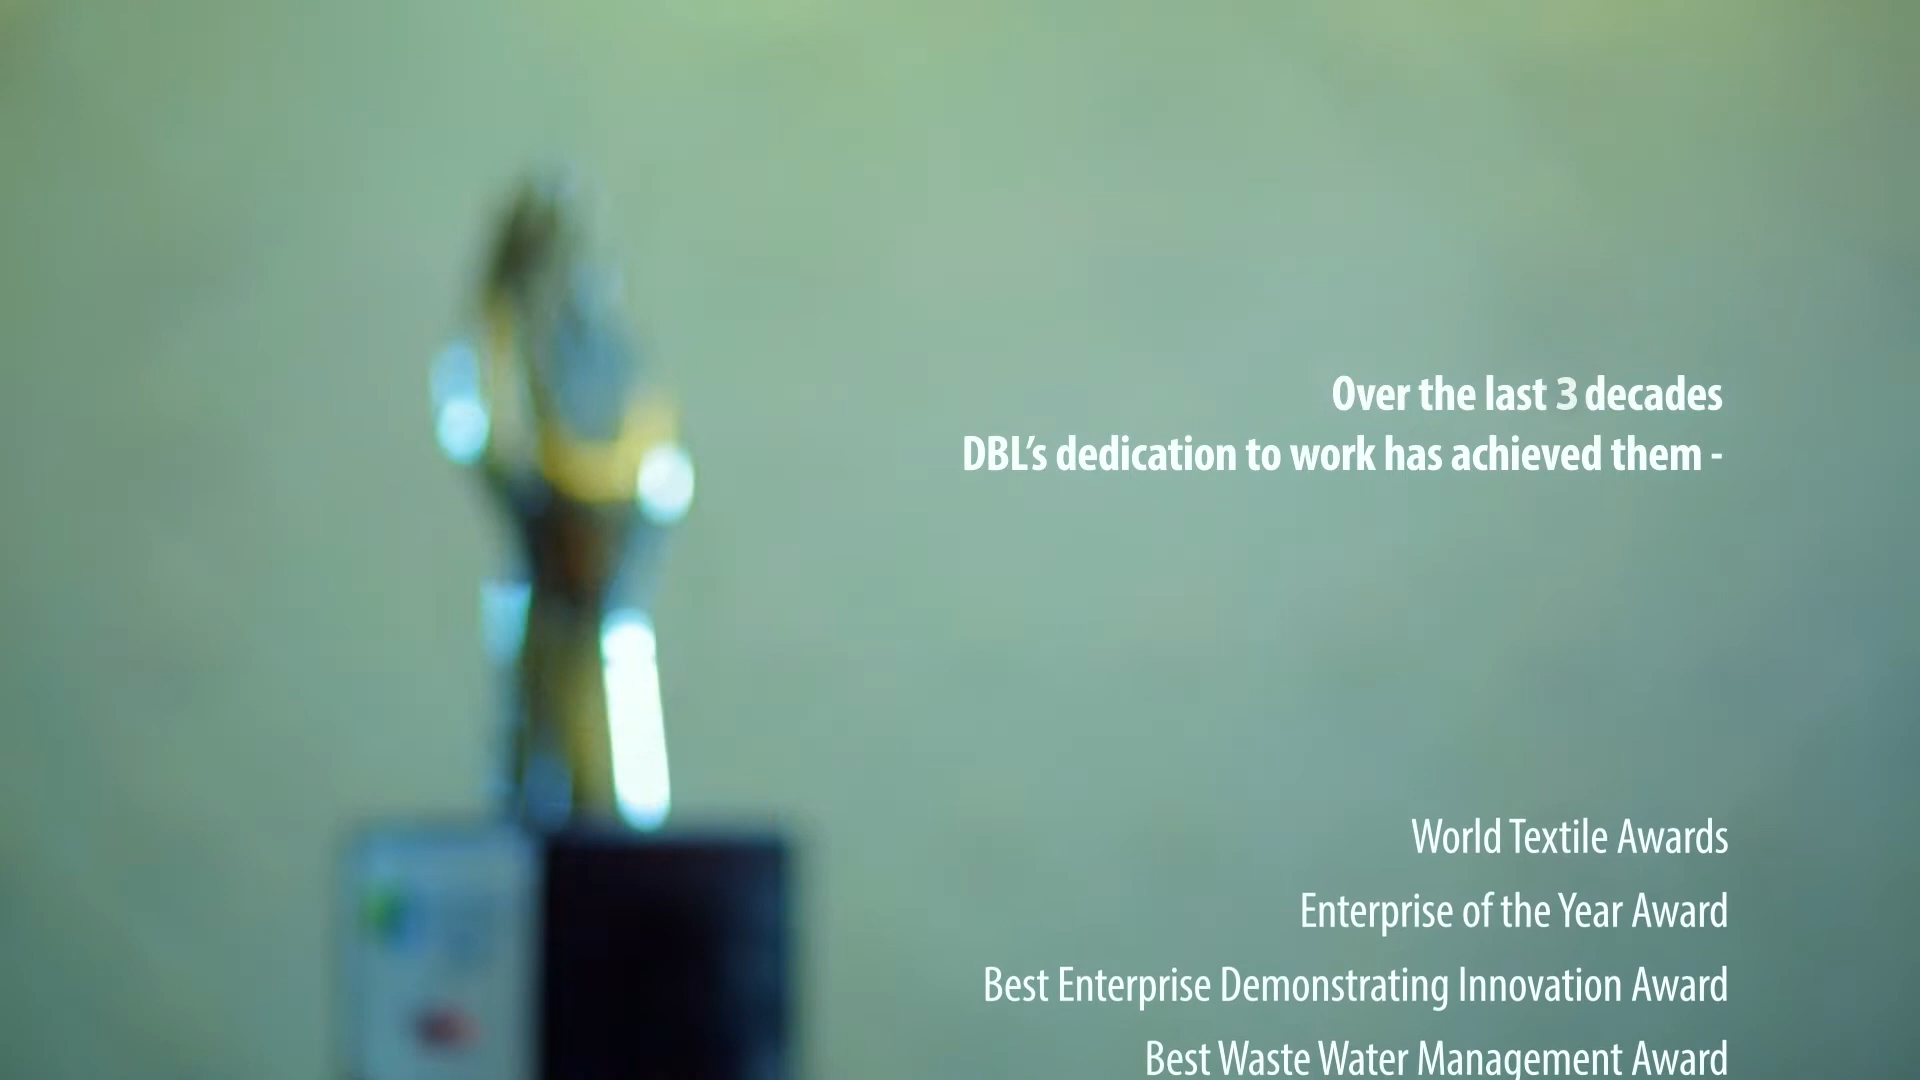 Over the last 3 decades
DBL’s dedication to work has achieved them -
World Textile Awards
Enterprise of the Year Award
Best Enterprise Demonstrating Innovation Award
Best Waste Water Management Award